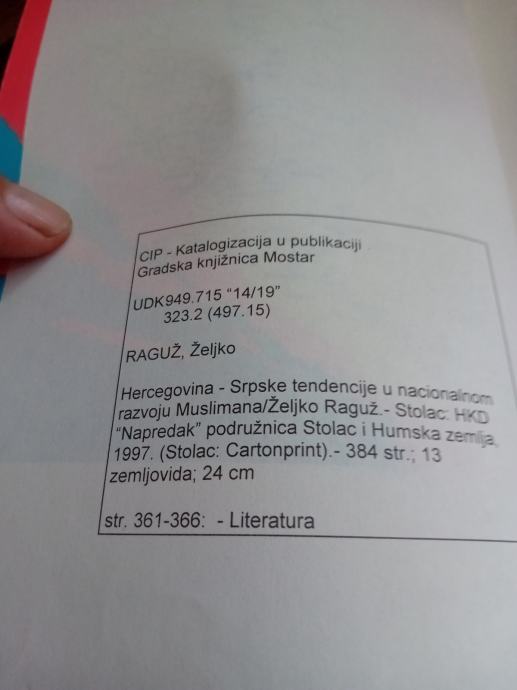 CIP - Katalogizacija u publikaciji
Gradska knjižnica Mostar
UDK949.715 "14/19"
323.2 (497.15)
RAGUŽ, Željko
Hercegovina - Srpske tendencije u nacionalnom
razvoju Muslimana/Željko Raguž.- Stolac: HKD
"Napredak" podružnica Stolac i Humska zemlja,
1997. (Stolac: Cartonprint).- 384 str.; 13
zemljovida; 24 cm
str. 361-366: - Literatura